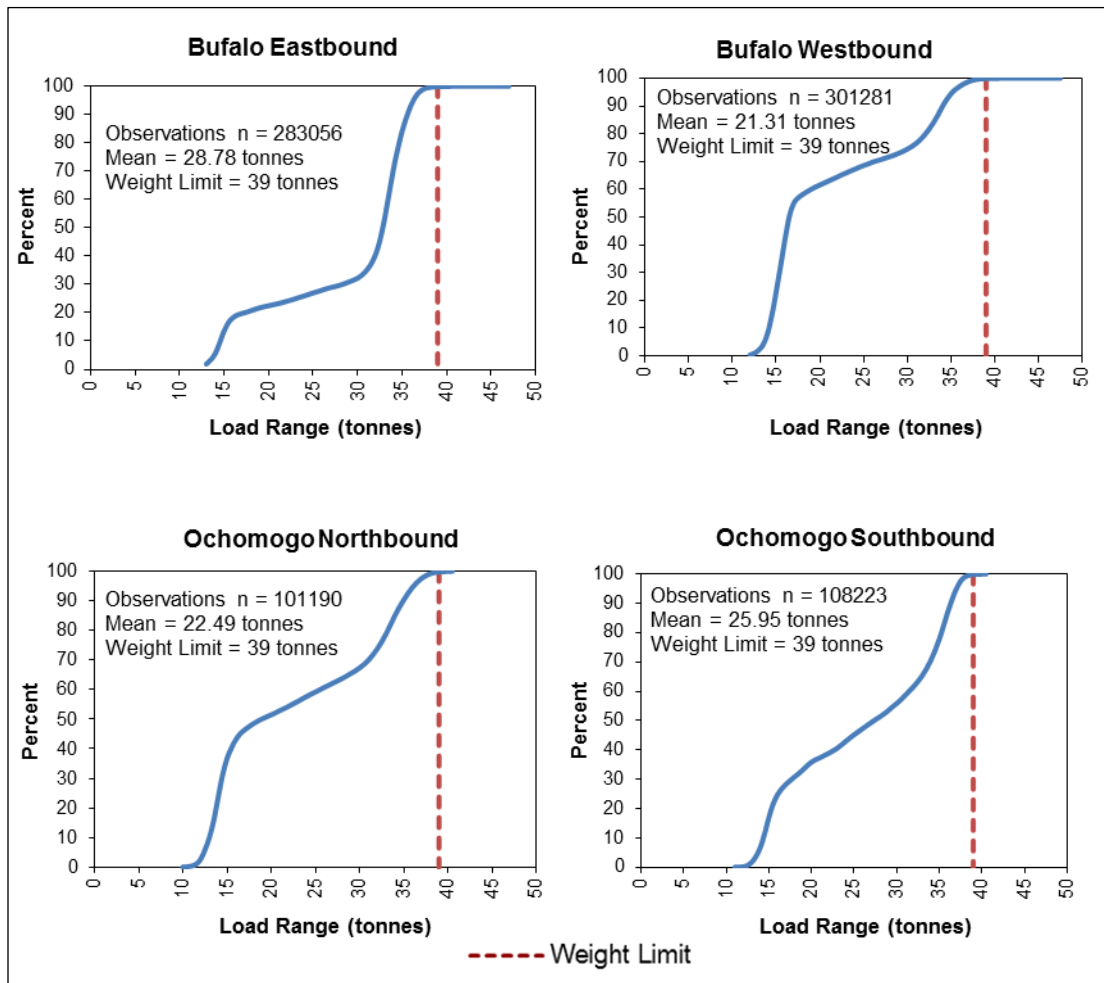 Bufalo Eastbound
Observations n = 283056
Mean = 28.78 tonnes
Weight Limit = 39 tonnes
Percent
100
90
80
70
60
50
40
30
20
10
0
0 5 10 15 20 25 30 35 40 45 50
Load Range (tonnes)
Bufalo Westbound
Observations n = 301281
Mean = 21.31 tonnes
Weight Limit = 39 tonnes
Percent
100
90
80
70
60
50
40
30
20
10
0
0 5 10 15 20 25 30 35 40 45 50
Load Range (tonnes)
Ochomogo Northbound
Observations n = 101190
Mean = 22.49 tonnes
Weight Limit = 39 tonnes
Percent
100
90
80
70
60
50
40
30
20
10
0
0 5 10 15 20 25 30 35 40 45 50
Load Range (tonnes)
Ochomogo Southbound
Observations n = 108223
Mean = 25.95 tonnes
Weight Limit = 39 tonnes
Percent
100
90
80
70
60
50
40
30
20
10
0
0 5 10 15 20 25 30 35 40 45 50
Load Range (tonnes)
Weight Limit